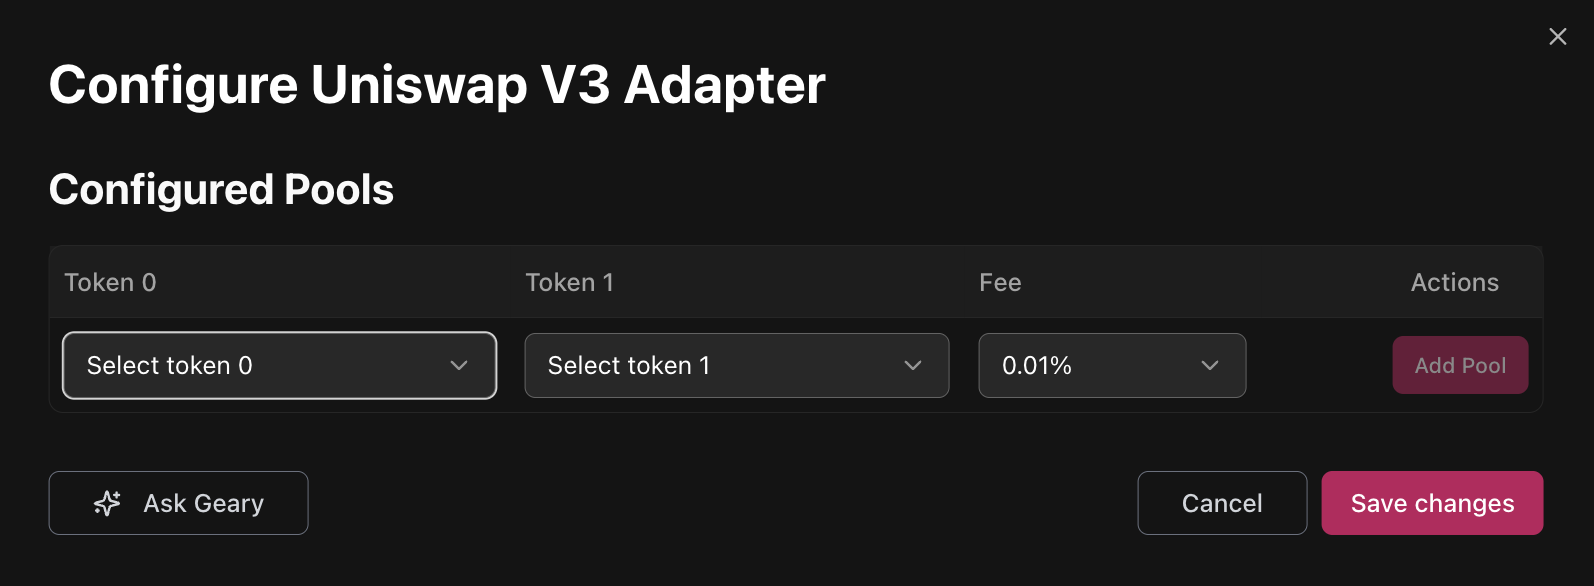 Configure Uniswap V3 Adapter
Configured Pools
Token 0 Token 1 Fee Actions
Select token 0 Select token 1 0.01% Add Pool
Ask Geary Cancel Save changes